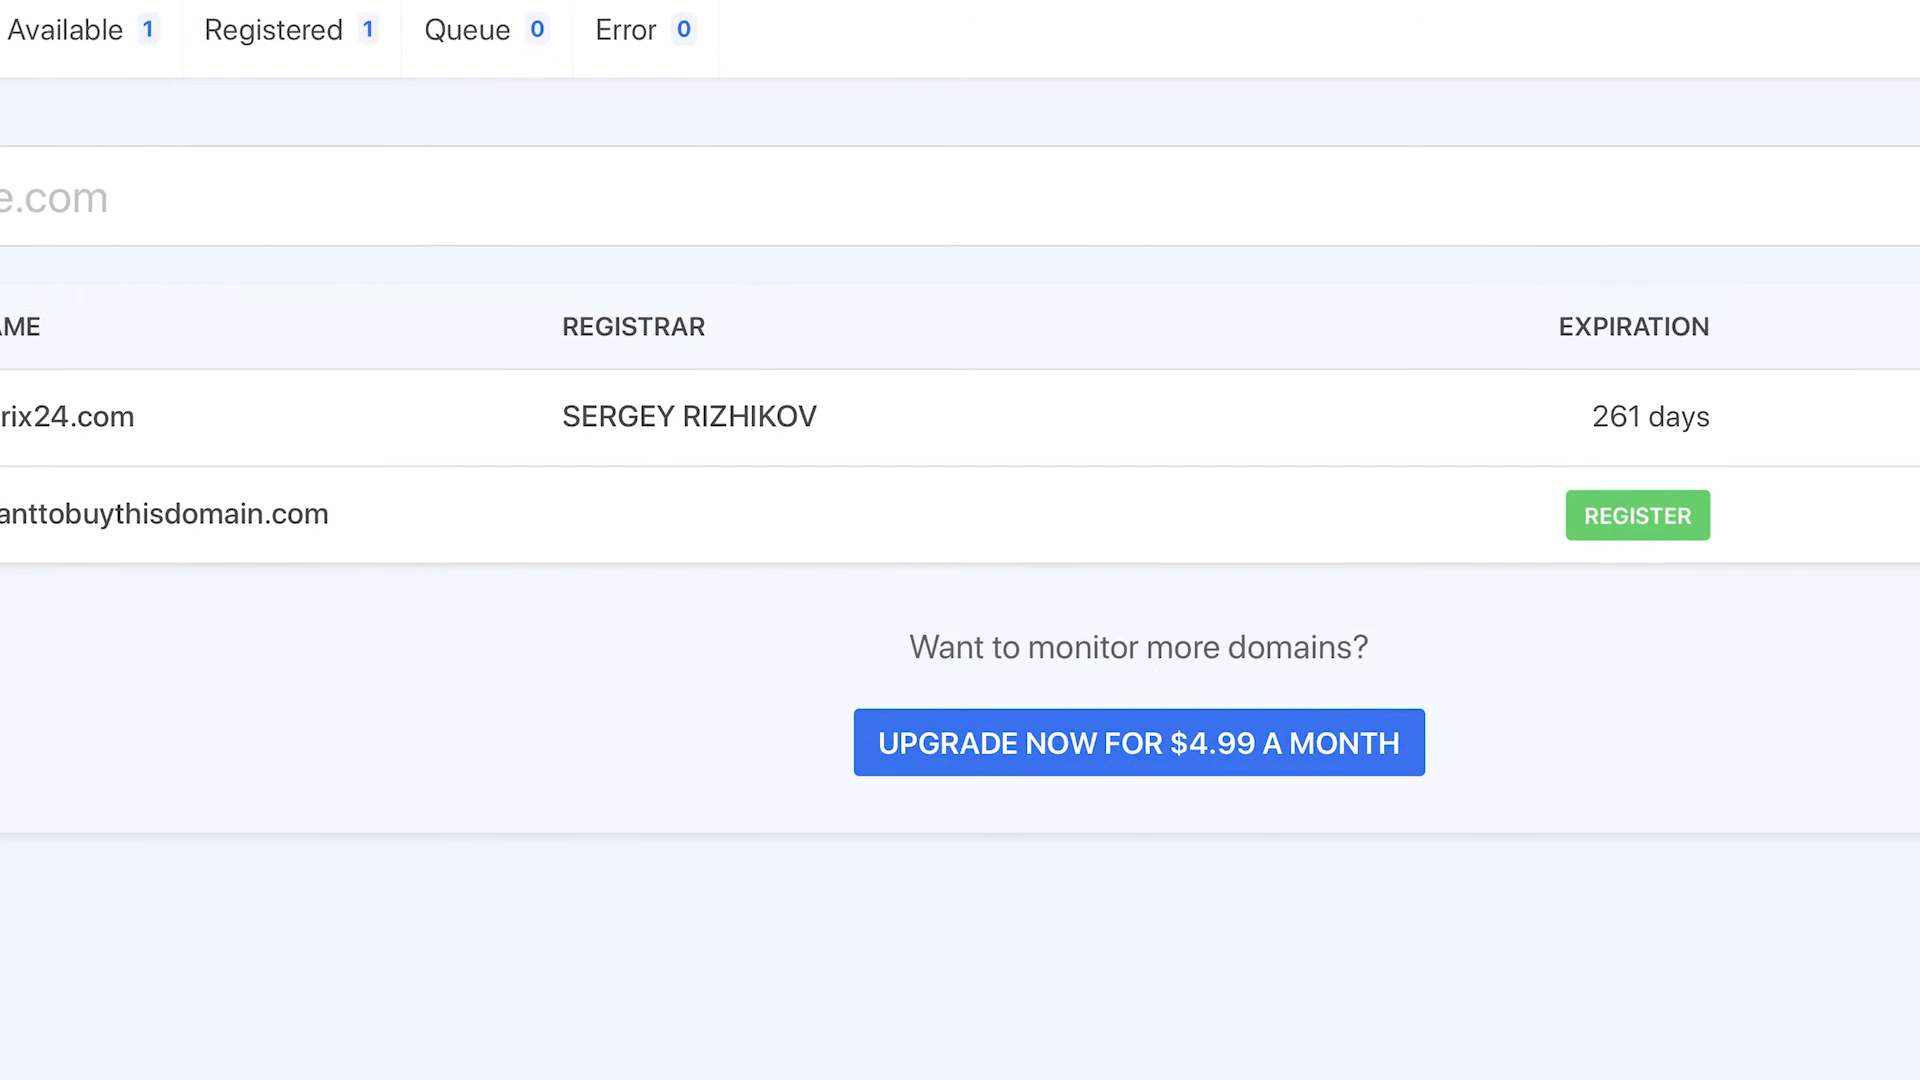 Available 1 Registered 1 Queue 0 Error 0
e.com
AME REGISTRAR EXPIRATION
rix24.com SERGEY RIZHIKOV 261 days
anttobuythisdomain.com REGISTER
Want to monitor more domains?
UPGRADE NOW FOR $4.99 A MONTH